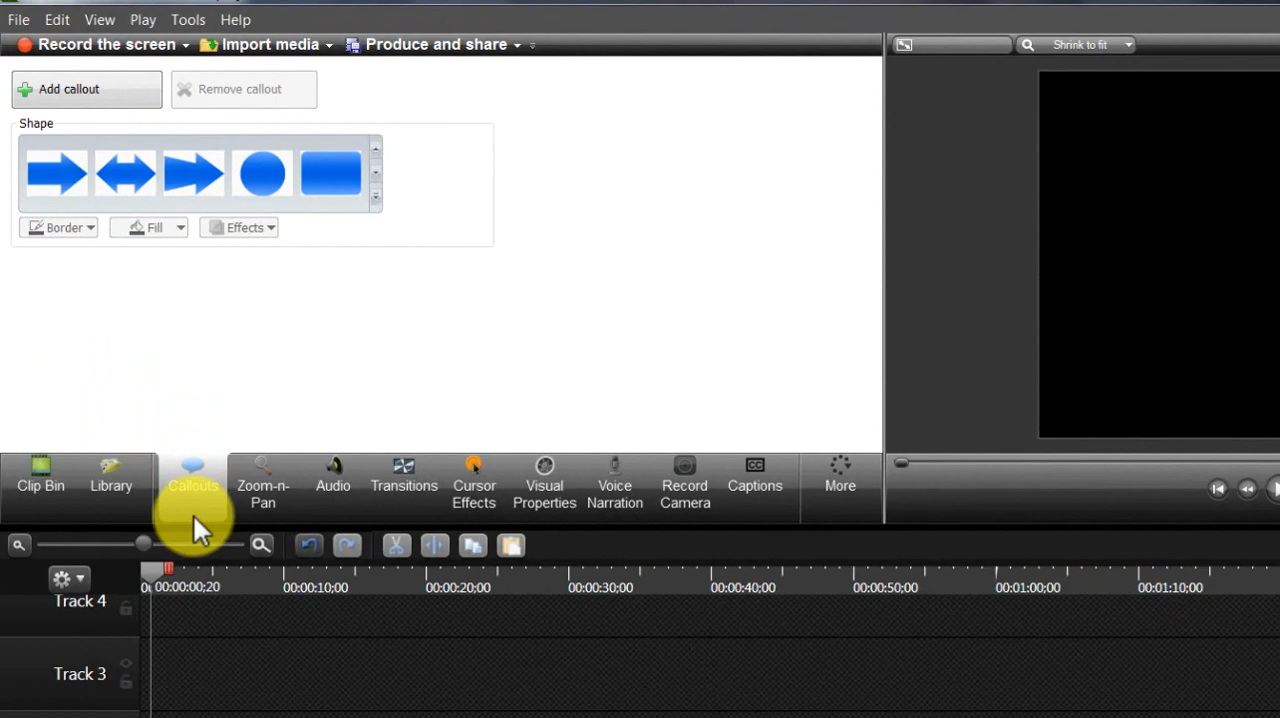 File Edit View Play Tools Help
Record the screen Import media Produce and share Shrink to fit
Add callout Remove callout
Shape
Border Fill Effects
Clip Bin Library Callouts Zoom-n-Pan Audio Transitions Cursor Effects Visual Properties Voice Narration Record Camera CC Captions More
00:00:00;20 00:00:10;00 00:00:20;00 00:00:30;00 00:00:40;00 00:00:50;00 00:01:00;00 00:01:10;00
Track 4
Track 3